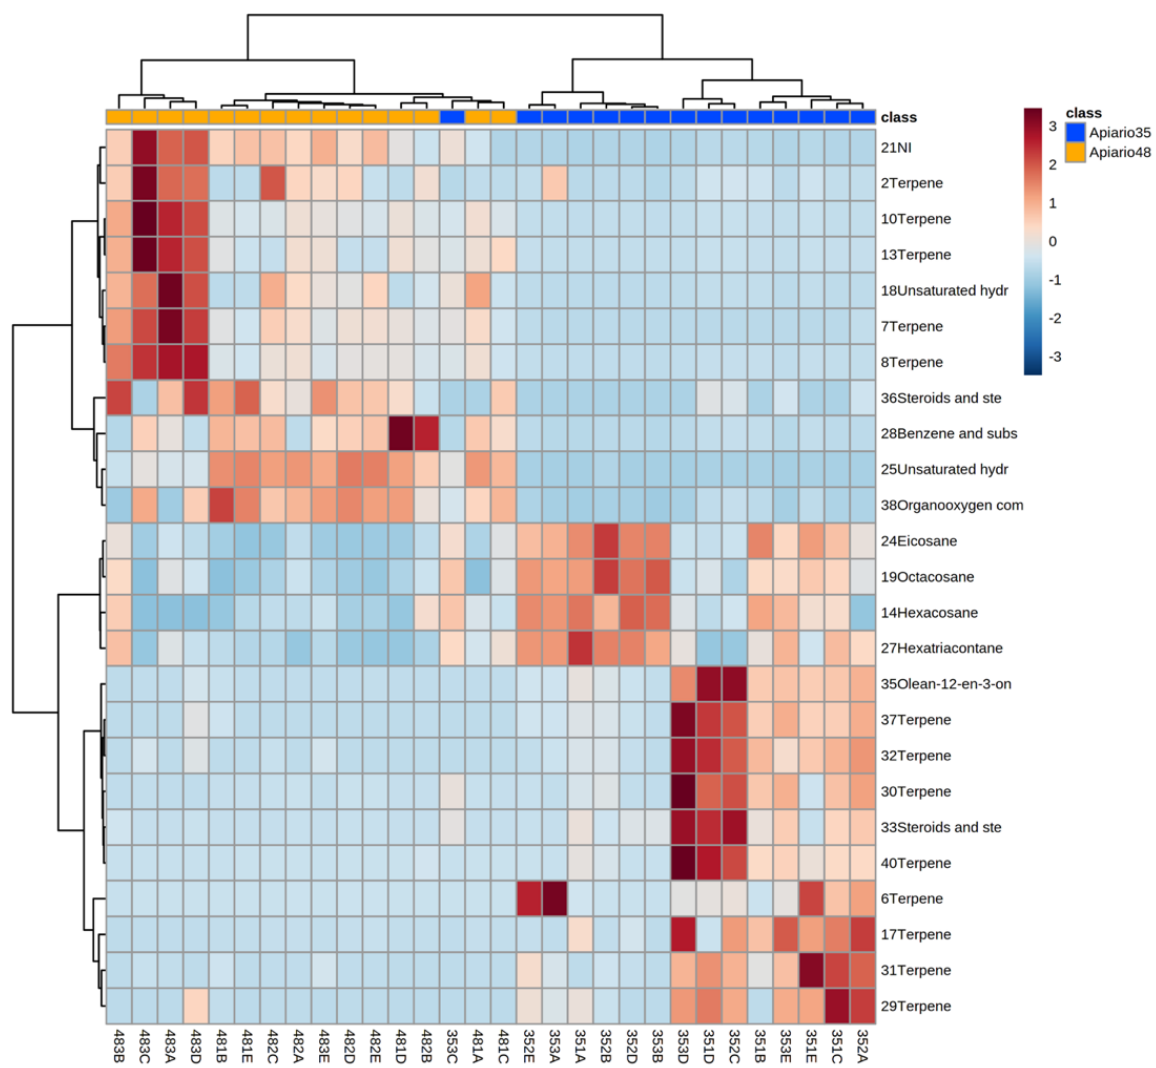 class
class
Apiario35
Apiario48
3
2
1
0
-1
-2
-3
21NI
2Terpene
10Terpene
13Terpene
18Unsaturated hydr
7Terpene
8Terpene
36Steroids and ste
28Benzene and subs
25Unsaturated hydr
38Organooxygen com
24Eicosane
19Octacosane
14Hexacosane
27Hexatriacontane
35Olean-12-en-3-on
37Terpene
32Terpene
30Terpene
33Steroids and ste
40Terpene
6Terpene
17Terpene
31Terpene
29Terpene
483B
483C
483A
483D
481B
481E
482C
482A
483E
482D
482E
481D
482B
353C
481A
481C
352E
353A
351A
352B
352D
353B
353D
351D
352C
351B
353E
351E
351C
352A